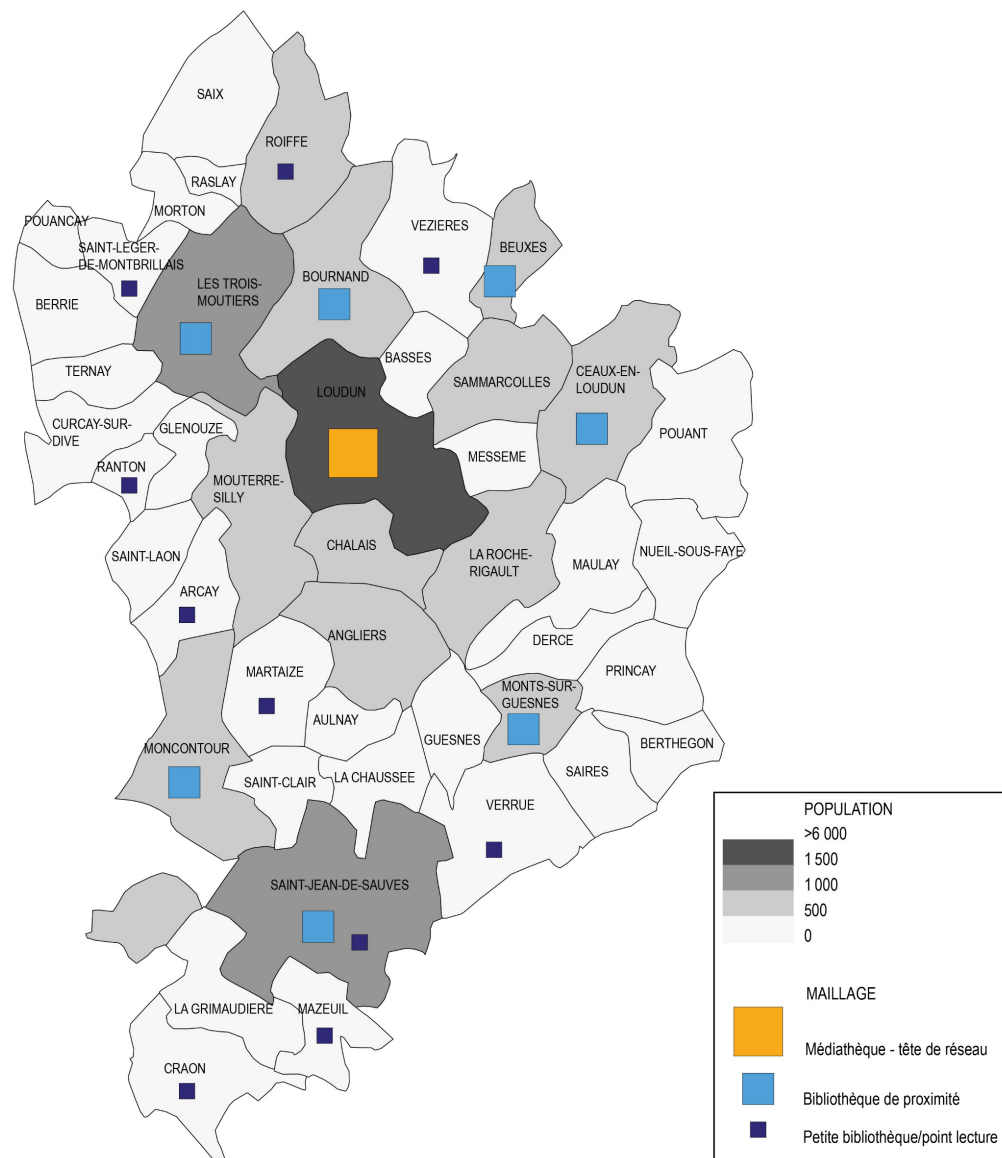 SAIX
ROIFFE
RASLAY
MORTON
POUANCAY
SAINT-LEGER-
DE-MONTBRILLAIS
VEZIERES
BEUXES
BERRIE
LES TROIS-
MOUTIERS
BOURNAND
TERNAY
BASSES
SAMMARCOLLES
CEAUX-EN-
LOUDUN
LOUDUN
CURCAY-SUR-
DIVE
GLENOUZE
POUANT
RANTON
MOUTERRE-
SILLY
MESSEME
SAINT-LAON
CHALAIS
LA ROCHE-
RIGAULT
MAULAY
NUEIL-SOUS-FAYE
ARCAY
ANGLIERS
DERCE
MARTAIZE
PRINCAY
MONTS-SUR-
GUESNES
AULNAY
GUESNES
BERTHEGON
MONCONTOUR
SAINT-CLAIR
LA CHAUSSEE
SAIRES
VERRUE
SAINT-JEAN-DE-SAUVES
LA GRIMAUDIERE
MAZEUIL
CRAON
POPULATION
>6 000
1 500
1 000
500
0
MAILLAGE
Médiathèque - tête de réseau
Bibliothèque de proximité
Petite bibliothèque/point lecture